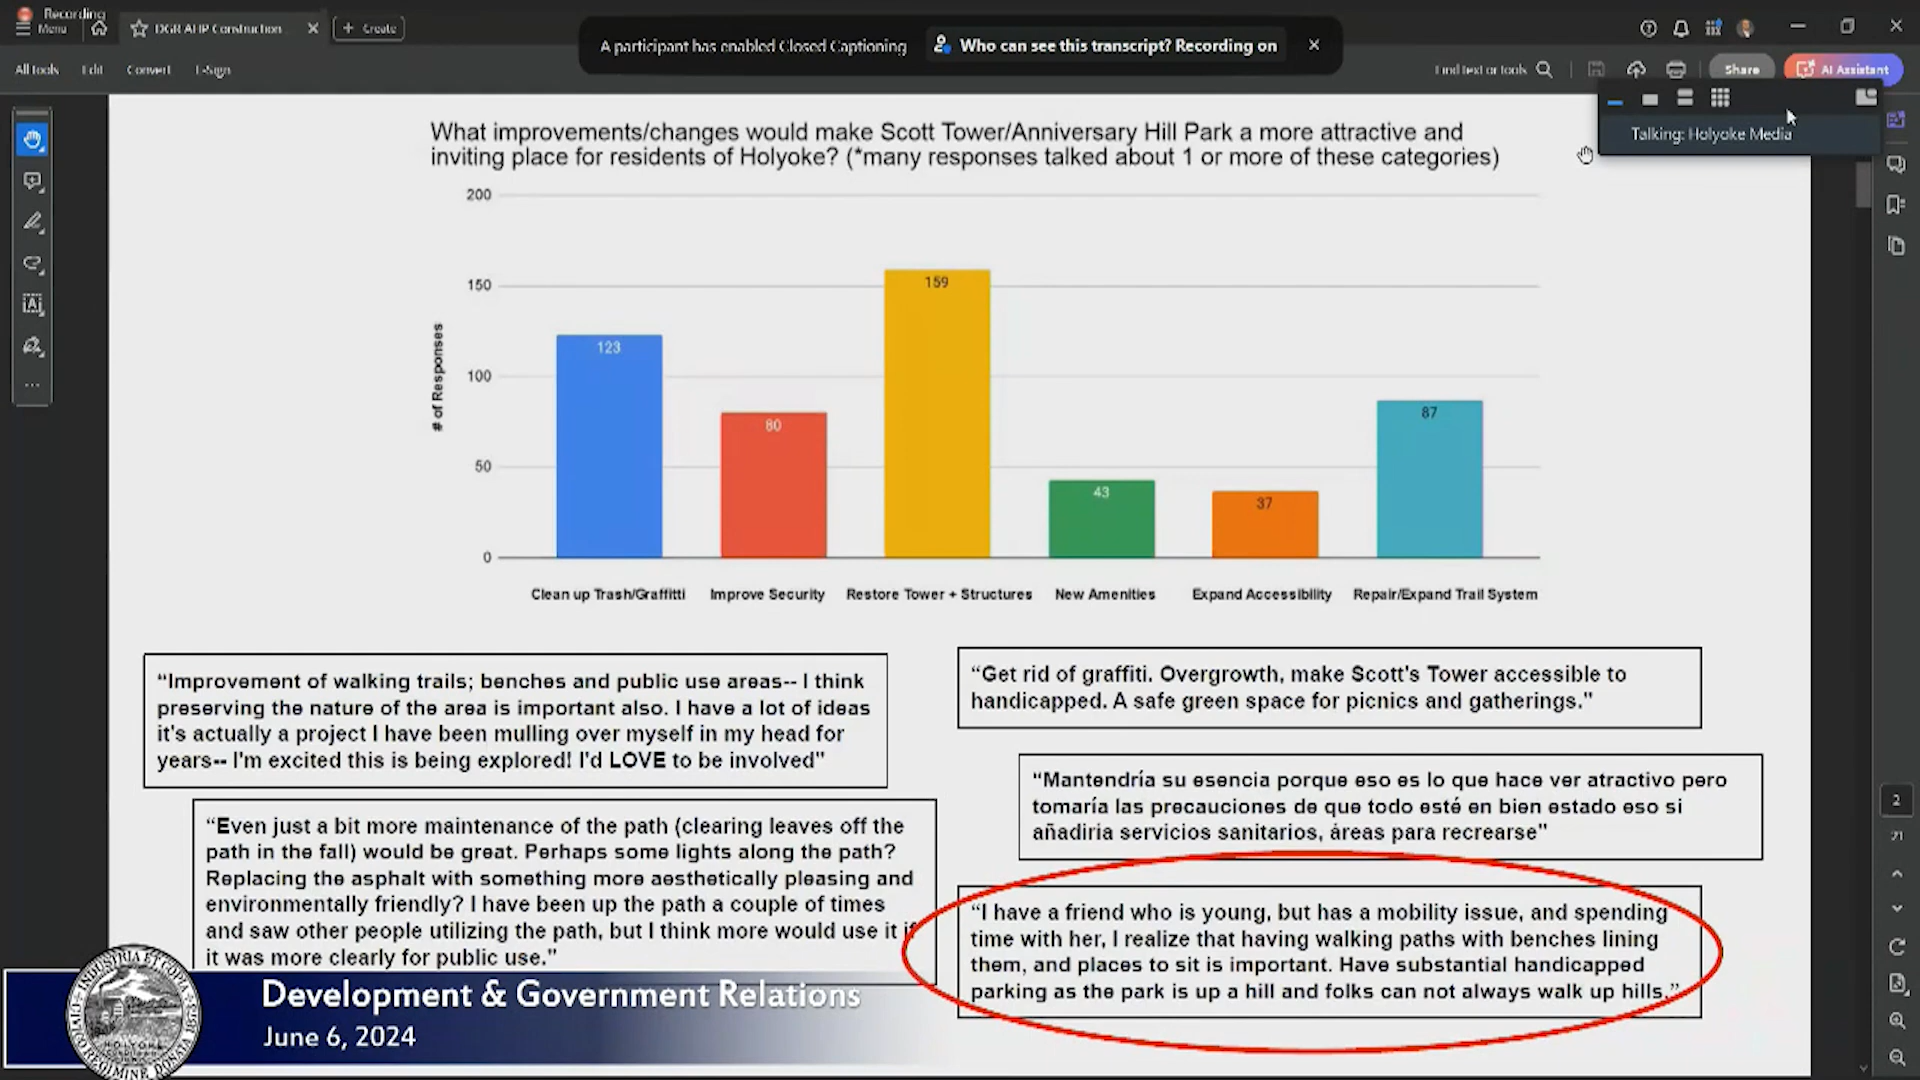 Recording
Menu
DGR AHP Construction
Create
A participant has enabled Closed Captioning
Who can see this transcript? Recording on
All tools
Edit
Convert
E-Sign
Find text or tools
Share
AI Assistant
Talking: Holyoke Media
What improvements/changes would make Scott Tower/Anniversary Hill Park a more attractive and
inviting place for residents of Holyoke? (*many responses talked about 1 or more of these categories)
# of Responses
200
150
100
50
0
123
80
159
43
37
87
Clean up Trash/Graffitti
Improve Security
Restore Tower + Structures
New Amenities
Expand Accessibility
Repair/Expand Trail System
“Improvement of walking trails; benches and public use areas-- I think
preserving the nature of the area is important also. I have a lot of ideas
it's actually a project I have been mulling over myself in my head for
years-- I'm excited this is being explored! I'd LOVE to be involved”
“Even just a bit more maintenance of the path (clearing leaves off the
path in the fall) would be great. Perhaps some lights along the path?
Replacing the asphalt with something more aesthetically pleasing and
environmentally friendly? I have been up the path a couple of times
and saw other people utilizing the path, but I think more would use it if
it was more clearly for public use.”
“Get rid of graffiti. Overgrowth, make Scott's Tower accessible to
handicapped. A safe green space for picnics and gatherings.”
“Mantendría su esencia porque eso es lo que hace ver atractivo pero
tomaría las precauciones de que todo esté en bien estado eso si
añadiria servicios sanitarios, áreas para recrearse”
“I have a friend who is young, but has a mobility issue, and spending
time with her, I realize that having walking paths with benches lining
them, and places to sit is important. Have substantial handicapped
parking as the park is up a hill and folks can not always walk up hills.”
2
21
Development & Government Relations
June 6, 2024
HOLYOKE